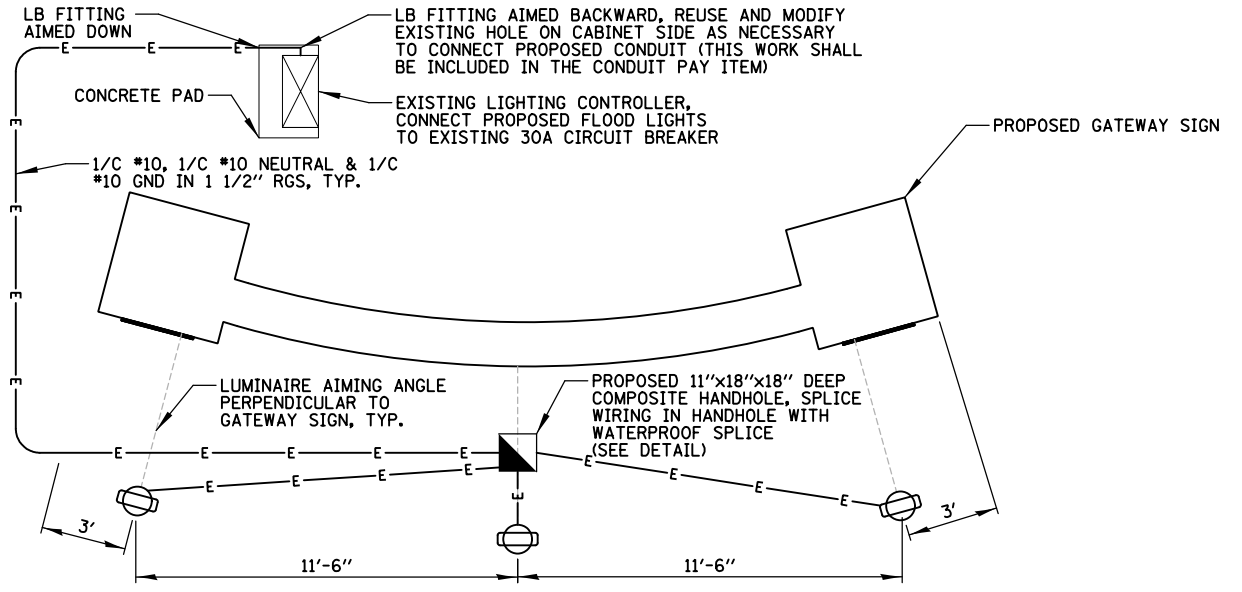 LB FITTING
AIMED DOWN
LB FITTING AIMED BACKWARD, REUSE AND MODIFY
EXISTING HOLE ON CABINET SIDE AS NECESSARY
TO CONNECT PROPOSED CONDUIT (THIS WORK SHALL
BE INCLUDED IN THE CONDUIT PAY ITEM)
CONCRETE PAD
EXISTING LIGHTING CONTROLLER,
CONNECT PROPOSED FLOOD LIGHTS
TO EXISTING 30A CIRCUIT BREAKER
PROPOSED GATEWAY SIGN
1/C #10, 1/C #10 NEUTRAL & 1/C
#10 GND IN 1 1/2" RGS, TYP.
LUMINAIRE AIMING ANGLE
PERPENDICULAR TO
GATEWAY SIGN, TYP.
PROPOSED 11"x18"x18" DEEP
COMPOSITE HANDHOLE, SPLICE
WIRING IN HANDHOLE WITH
WATERPROOF SPLICE
(SEE DETAIL)
E E E
E
E
E
E
E E E E E
E E E E
E E E E
E
3'
3'
11'-6"
11'-6"